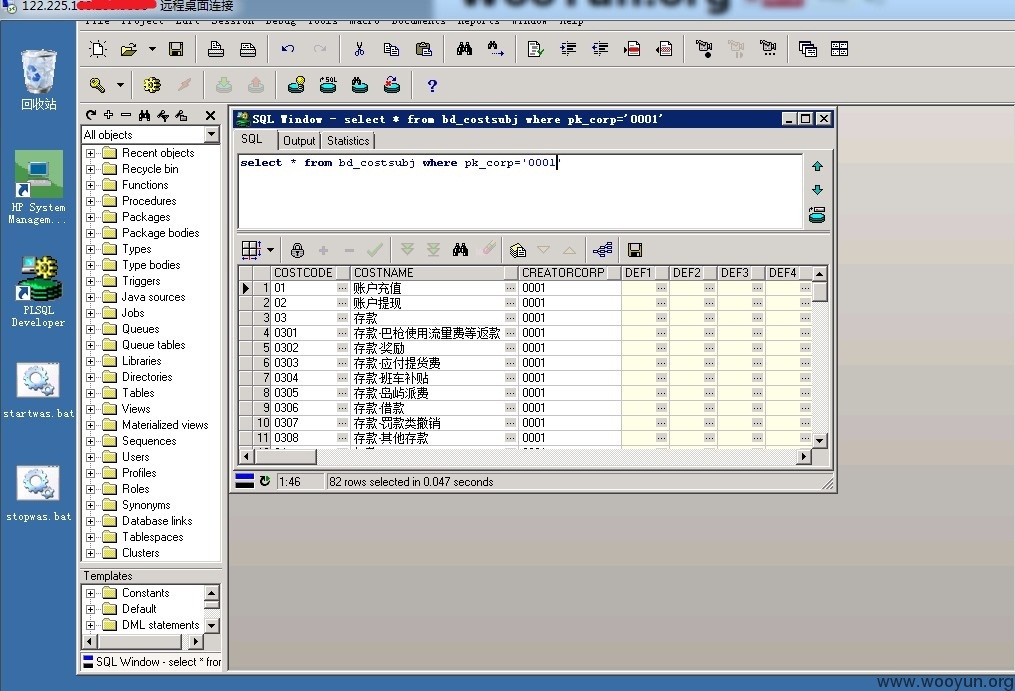 122.225.1 远程桌面连接
WooYun.org
File Project Edit Session Debug Tools Macro Documents Reports Window Help
回收站
HP System
Managem...
PLSQL
Developer
startwas.bat
stopwas.bat
All objects
Recent objects
Recycle bin
Functions
Procedures
Packages
Package bodies
Types
Type bodies
Triggers
Java sources
Jobs
Queues
Queue tables
Libraries
Directories
Tables
Views
Materialized views
Sequences
Users
Profiles
Roles
Synonyms
Database links
Tablespaces
Clusters
Templates
Constants
Default
DML statements
SQL Window - select * fror
SQL Window - select * from bd_costsubj where pk_corp='0001'
SQL Output Statistics
select * from bd_costsubj where pk_corp='0001'
COSTCODE COSTNAME CREATORCORP DEF1 DEF2 DEF3 DEF4
1 01 ... 账户充值 ... 0001 ... ... ... ...
2 02 ... 账户提现 ... 0001 ... ... ... ...
3 03 ... 存款 ... 0001 ... ... ... ...
4 0301 ... 存款-巴枪使用流量费等返款 ... 0001 ... ... ... ...
5 0302 ... 存款-奖励 ... 0001 ... ... ... ...
6 0303 ... 存款-应付提货费 ... 0001 ... ... ... ...
7 0304 ... 存款-班车补贴 ... 0001 ... ... ... ...
8 0305 ... 存款-岛屿派费 ... 0001 ... ... ... ...
9 0306 ... 存款-借款 ... 0001 ... ... ... ...
10 0307 ... 存款-罚款类撤销 ... 0001 ... ... ... ...
11 0308 ... 存款-其他存款 ... 0001 ... ... ... ...
1:46 82 rows selected in 0.047 seconds
www.wooyun.org